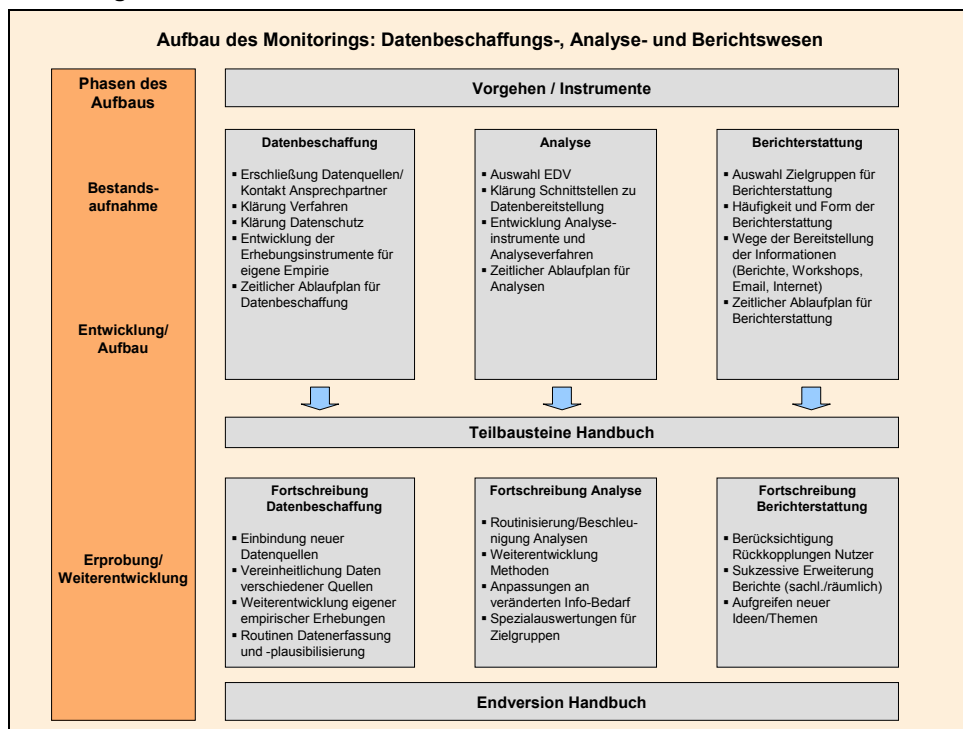 Aufbau des Monitorings: Datenbeschaffungs-, Analyse- und Berichtswesen
Phasen des
Aufbaus
Vorgehen / Instrumente
Bestands-
aufnahme
Entwicklung/
Aufbau
Datenbeschaffung
▪ Erschließung Datenquellen/
Kontakt Ansprechpartner
▪ Klärung Verfahren
▪ Klärung Datenschutz
▪ Entwicklung der
Erhebungsinstrumente für
eigene Empirie
▪ Zeitlicher Ablaufplan für
Datenbeschaffung
Analyse
▪ Auswahl EDV
▪ Klärung Schnittstellen zu
Datenbereitstellung
▪ Entwicklung Analyse-
instrumente und
Analyseverfahren
▪ Zeitlicher Ablaufplan für
Analysen
Berichterstattung
▪ Auswahl Zielgruppen für
Berichterstattung
▪ Häufigkeit und Form der
Berichterstattung
▪ Wege der Bereitstellung
der Informationen
(Berichte, Workshops,
Email, Internet)
▪ Zeitlicher Ablaufplan für
Berichterstattung
Teilbausteine Handbuch
Erprobung/
Weiterentwicklung
Fortschreibung
Datenbeschaffung
▪ Einbindung neuer
Datenquellen
▪ Vereinheitlichung Daten
verschiedener Quellen
▪ Weiterentwicklung eigener
empirischer Erhebungen
▪ Routinen Datenerfassung
und -plausibilisierung
Fortschreibung Analyse
▪ Routinisierung/Beschleu-
nigung Analysen
▪ Weiterentwicklung
Methoden
▪ Anpassungen an
veränderten Info-Bedarf
▪ Spezialauswertungen für
Zielgruppen
Fortschreibung
Berichterstattung
▪ Berücksichtigung
Rückkopplungen Nutzer
▪ Sukzessive Erweiterung
Berichte (sachl./räumlich)
▪ Aufgreifen neuer
Ideen/Themen
Endversion Handbuch